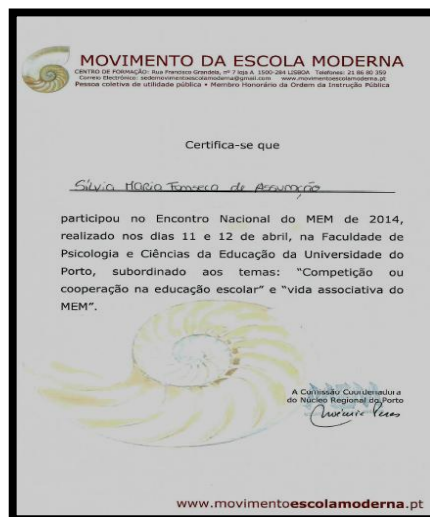 MOVIMENTO DA ESCOLA MODERNA
CENTRO DE FORMAÇÃO: Rua Francisco Grandela, nº 7 loja A 1500-284 LISBOA Telefones: 21 86 80 359
Correio Electrónico: sedemovimentoescolamoderna@gmail.com www.movimentoescolamoderna.pt
Pessoa coletiva de utilidade pública • Membro Honorário da Ordem da Instrução Pública
Certifica-se que
Sílvia Maria Fonseca de Assunção
participou no Encontro Nacional do MEM de 2014,
realizado nos dias 11 e 12 de abril, na Faculdade de
Psicologia e Ciências da Educação da Universidade do
Porto, subordinado aos temas: “Competição ou
cooperação na educação escolar” e “vida associativa do
MEM”.
A Comissão Coordenadora
do Núcleo Regional do Porto
www.movimentoescolamoderna.pt